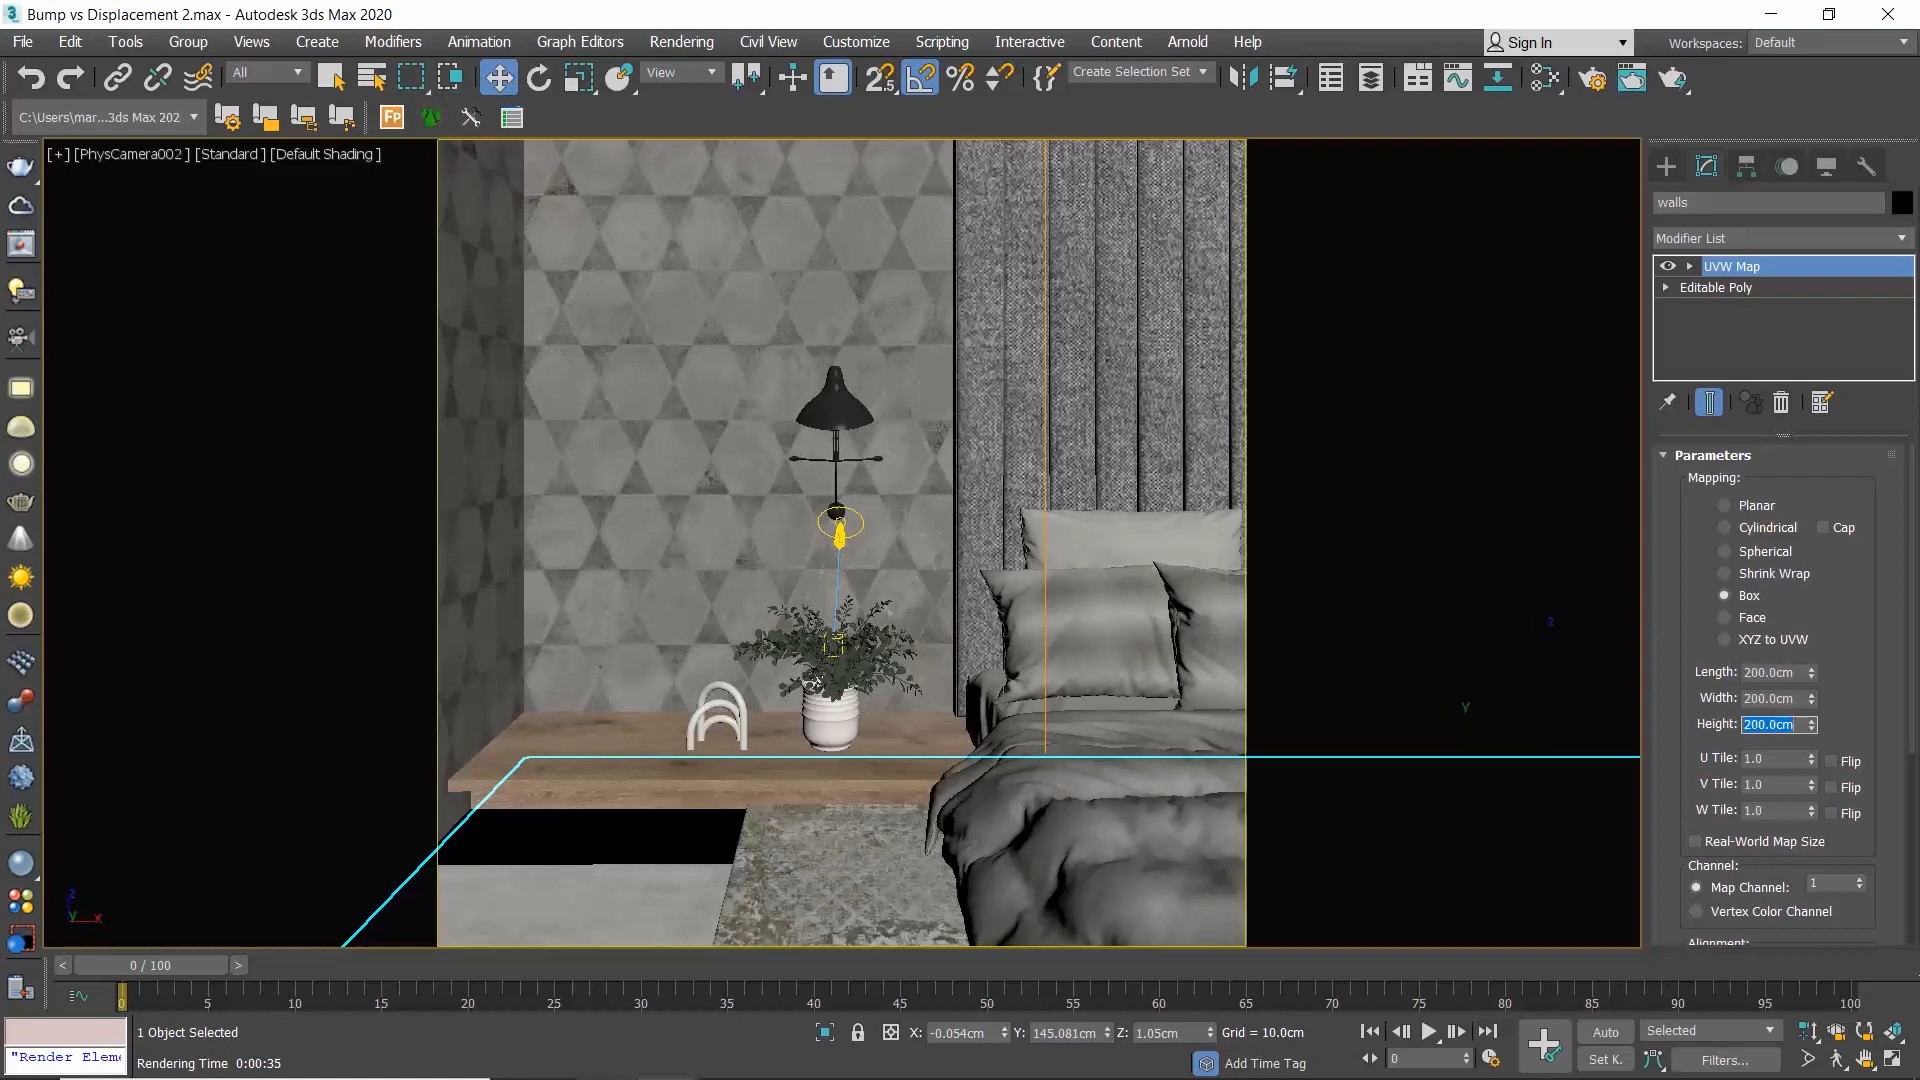 Bump vs Displacement 2.max - Autodesk 3ds Max 2020
File Edit Tools Group Views Create Modifiers Animation Graph Editors Rendering Civil View Customize Scripting Interactive Content Arnold Help
Sign In
Workspaces: Default
All
View
Create Selection Set
C:\Users\mar...3ds Max 202
Fp
[+] [PhysCamera002 ] [Standard ] [Default Shading ]
walls
Modifier List
UVW Map
Editable Poly
Parameters
Mapping:
Planar
Cylindrical Cap
Spherical
Shrink Wrap
Box
Face
XYZ to UVW
Length: 200.0cm
Width: 200.0cm
Height: 200.0cm
U Tile: 1.0 Flip
V Tile: 1.0 Flip
W Tile: 1.0 Flip
Real-World Map Size
Channel:
Map Channel: 1
Vertex Color Channel
Alignment:
z
y
z
y x
< 0 / 100 >
0 5 10 15 20 25 30 35 40 45 50 55 60 65 70 75 80 85 90 95 100
1 Object Selected
X: -0.054cm Y: 145.081cm Z: 1.05cm Grid = 10.0cm
Auto Selected
"Render Eleme
Rendering Time 0:00:35
Add Time Tag
0
Set K. Filters...